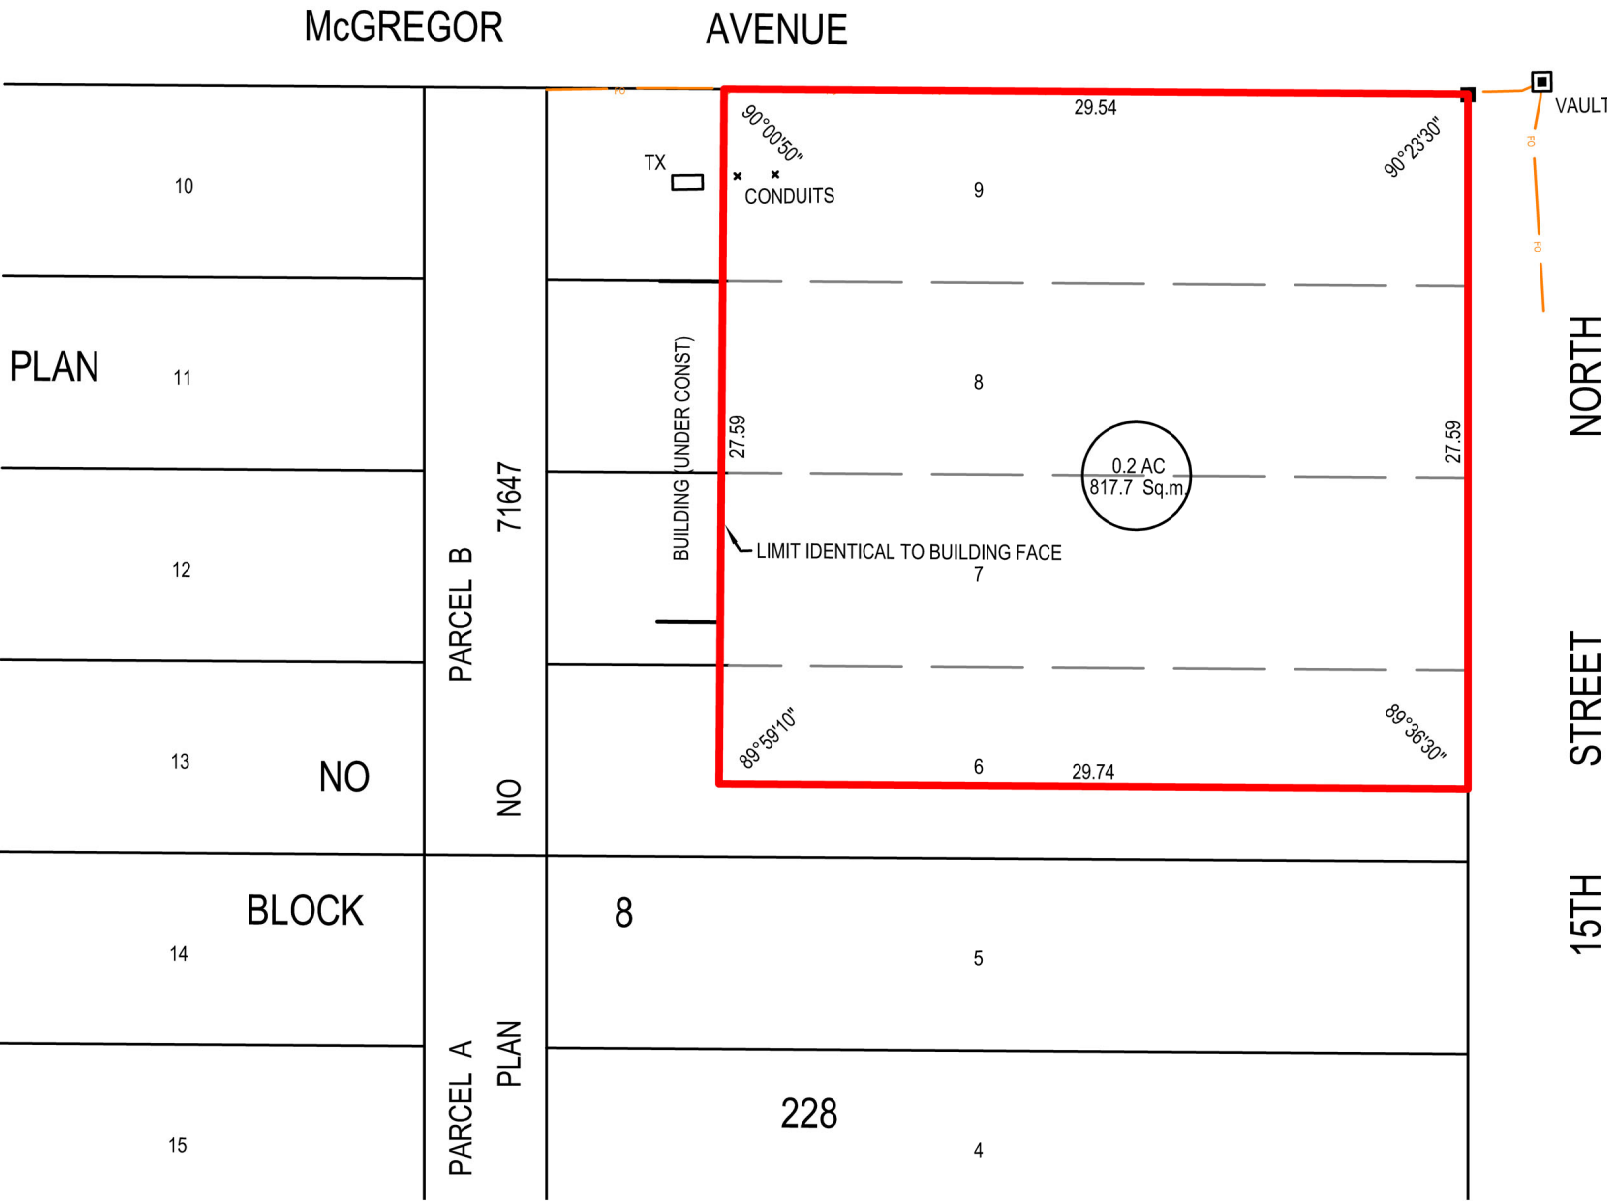 McGREGOR AVENUE
FO
VAULT
29.54
90°00'50"
90°23'30"
FO
TX
CONDUITS
10
9
FO
NORTH
PLAN
11
8
BUILDING (UNDER CONST)
27.59
27.59
0.2 AC
817.7 Sq.m.
71647
LIMIT IDENTICAL TO BUILDING FACE
PARCEL B
12
7
STREET
89°59'10"
89°36'30"
13
NO
NO
6
29.74
BLOCK
8
15TH
14
5
PLAN
PARCEL A
228
15
4